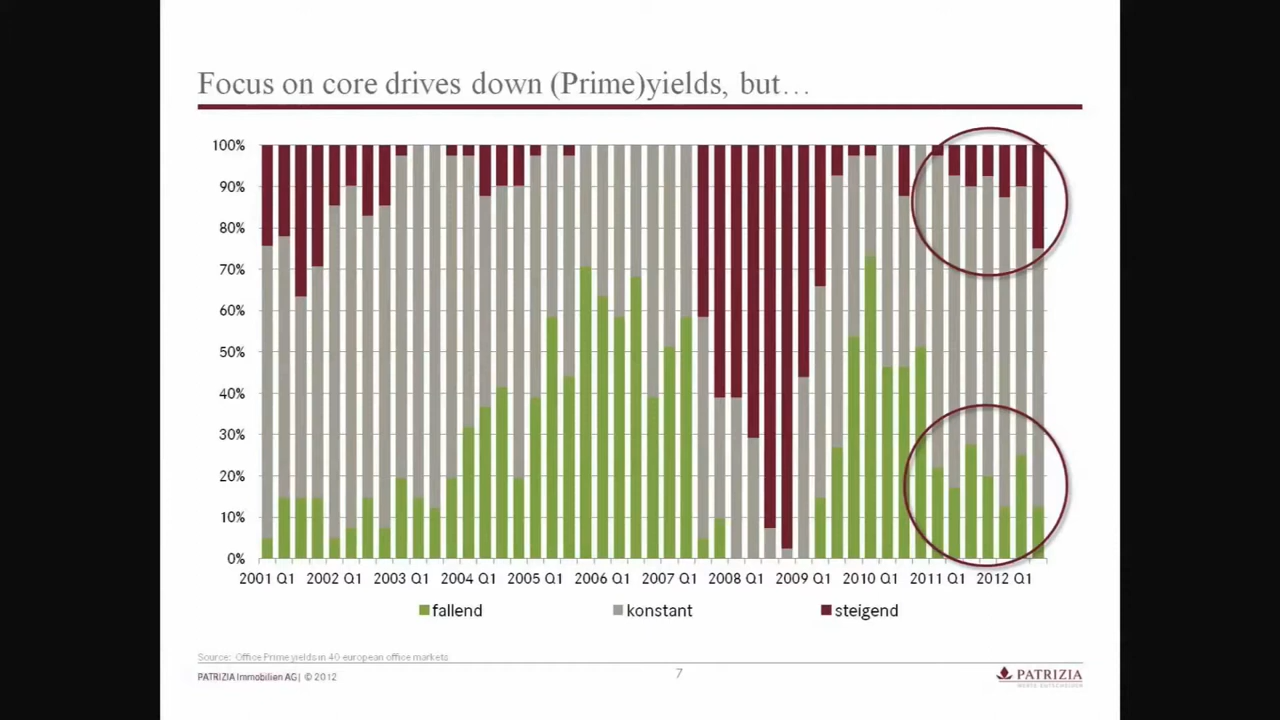 Focus on core drives down (Prime)yields, but…
100%
90%
80%
70%
60%
50%
40%
30%
20%
10%
0%
2001 Q1 2002 Q1 2003 Q1 2004 Q1 2005 Q1 2006 Q1 2007 Q1 2008 Q1 2009 Q1 2010 Q1 2011 Q1 2012 Q1
fallend konstant steigend
Source: Office Prime yields in 40 european office markets
PATRIZIA Immobilien AG| © 2012
7
PATRIZIA